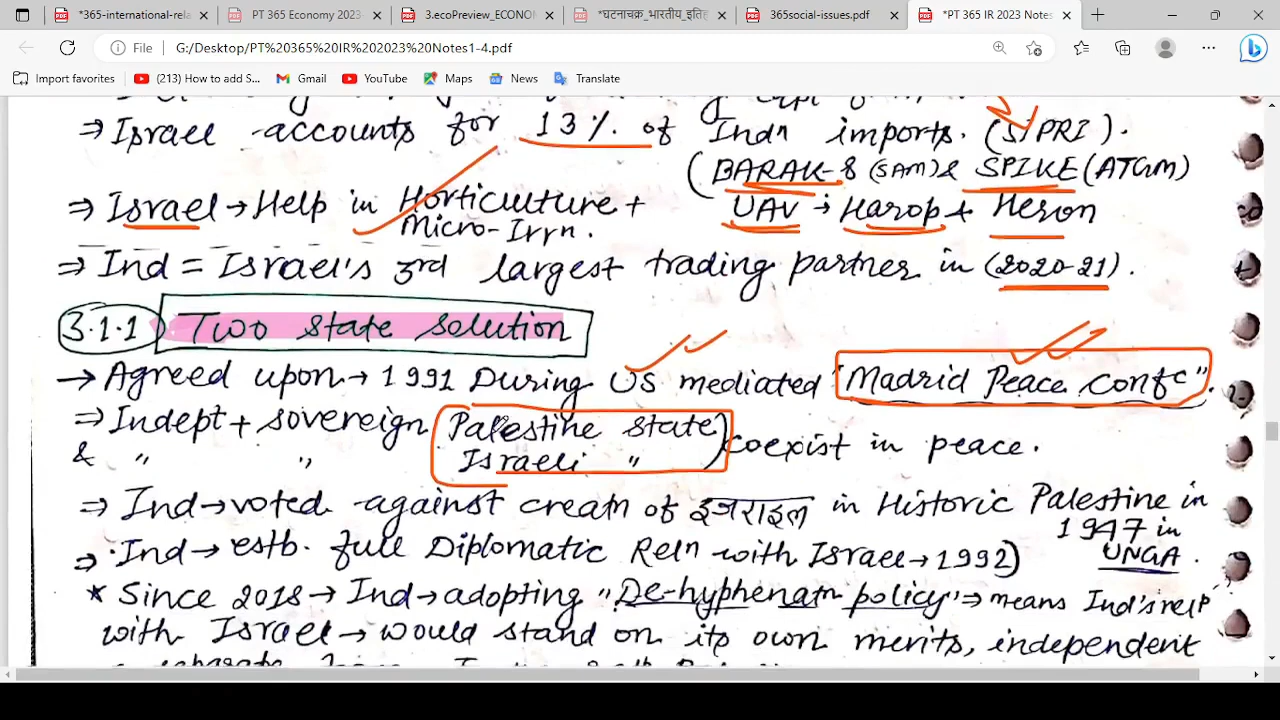 *365-international-rel
PT 365 Economy 2023
3.ecoPreview_ECONOM
*घटनाचक्र_भारतीय_इति
365social-issues.pdf
*PT 365 IR 2023 Notes
File
G:/Desktop/PT%20365%20IR%202023%20Notes1-4.pdf
Import favorites
(213) How to add S...
Gmail
YouTube
Maps
News
Translate
⇒ Israel accounts for 13%. of Indn imports. (SIPRI).
(BARAK-8 (SAM) & SPIKE (ATGM)
⇒ Israel → Help in Horticulture + UAV → Harop + Heron
Micro-Irrn.
⇒ Ind = Israel's 3rd largest trading partner in (2020-21).
3.1.1 Two state solution
→ Agreed upon → 1991 During US mediated "Madrid Peace confc".
⇒ Indept + sovereign Palestine state
& " " Israeli " coexist in peace.
⇒ Ind → voted against creatn of इजराइल in Historic Palestine in
1947 in
UNGA.
⇒ Ind → estb. full Diplomatic Reln with Israel → 1992)
* Since 2018 → Ind → adopting "De-hyphenatn policy" ⇒ means Ind's relp
with Israel → would stand on its own merits, independent